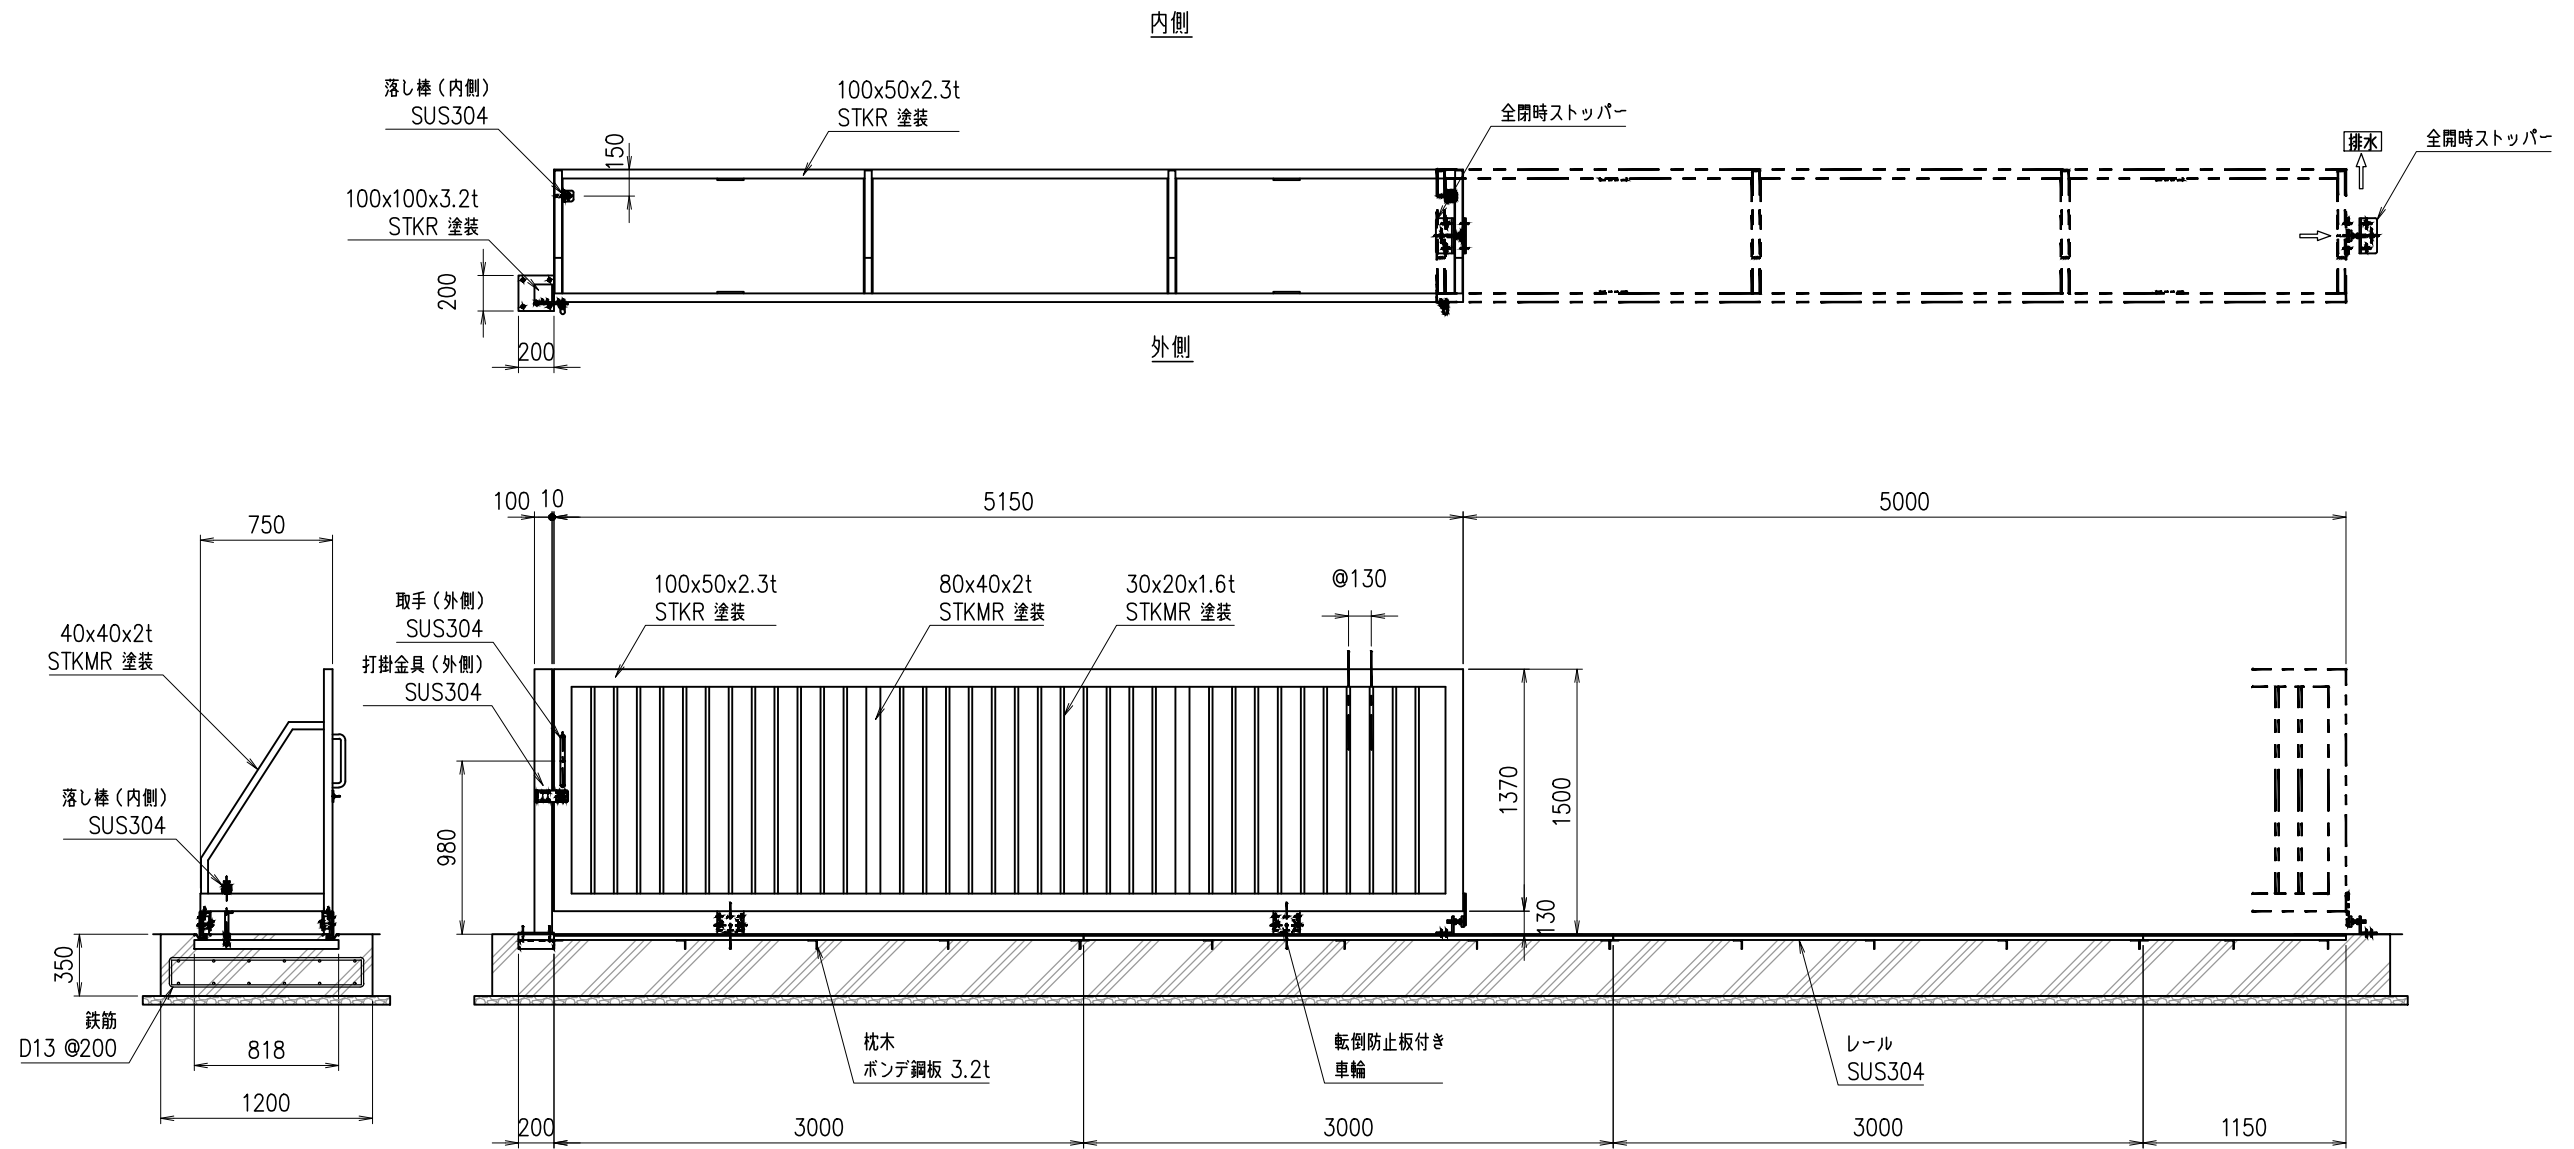 内側
落し棒（内側）
SUS304
100x50x2.3t
STKR 塗装
150
全閉時ストッパー
排水
全開時ストッパー
100x100x3.2t
STKR 塗装
200
200
外側
750
100
10
5150
5000
40x40x2t
STKMR 塗装
落し棒（内側）
SUS304
取手（外側）
SUS304
打掛金具（外側）
SUS304
100x50x2.3t
STKR 塗装
80x40x2t
STKMR 塗装
30x20x1.6t
STKMR 塗装
@130
980
1370
1500
130
350
鉄筋
D13 @200
818
1200
枕木
ボンデ鋼板 3.2t
転倒防止板付き
車輪
レール
SUS304
200
3000
3000
3000
1150